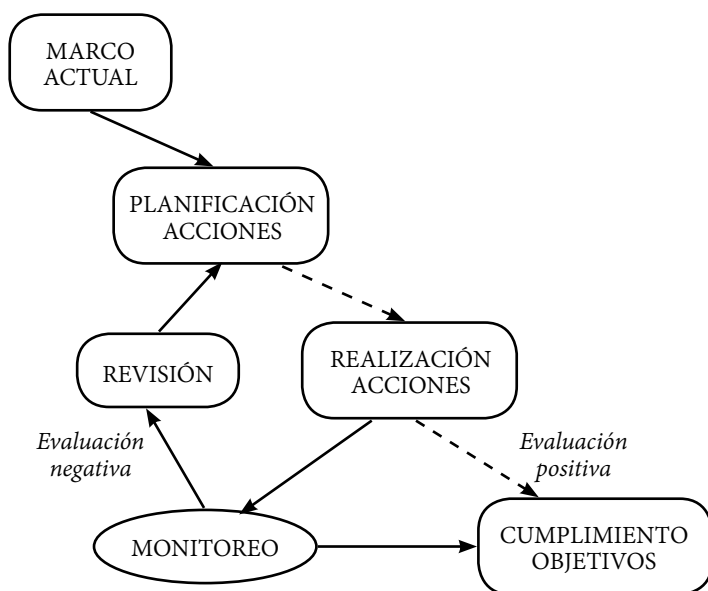 MARCO
ACTUAL
PLANIFICACIÓN
ACCIONES
REVISIÓN
REALIZACIÓN
ACCIONES
Evaluación
negativa
Evaluación
positiva
MONITOREO
CUMPLIMIENTO
OBJETIVOS